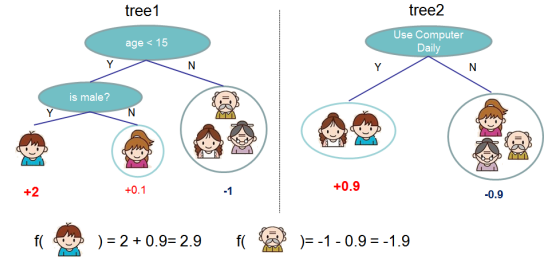 tree1
tree2
age < 15
Use Computer
Daily
Y
N
Y
N
is male?
Y
N
+2
+0.1
-1
+0.9
-0.9
f( ) = 2 + 0.9= 2.9
f( )= -1 - 0.9 = -1.9